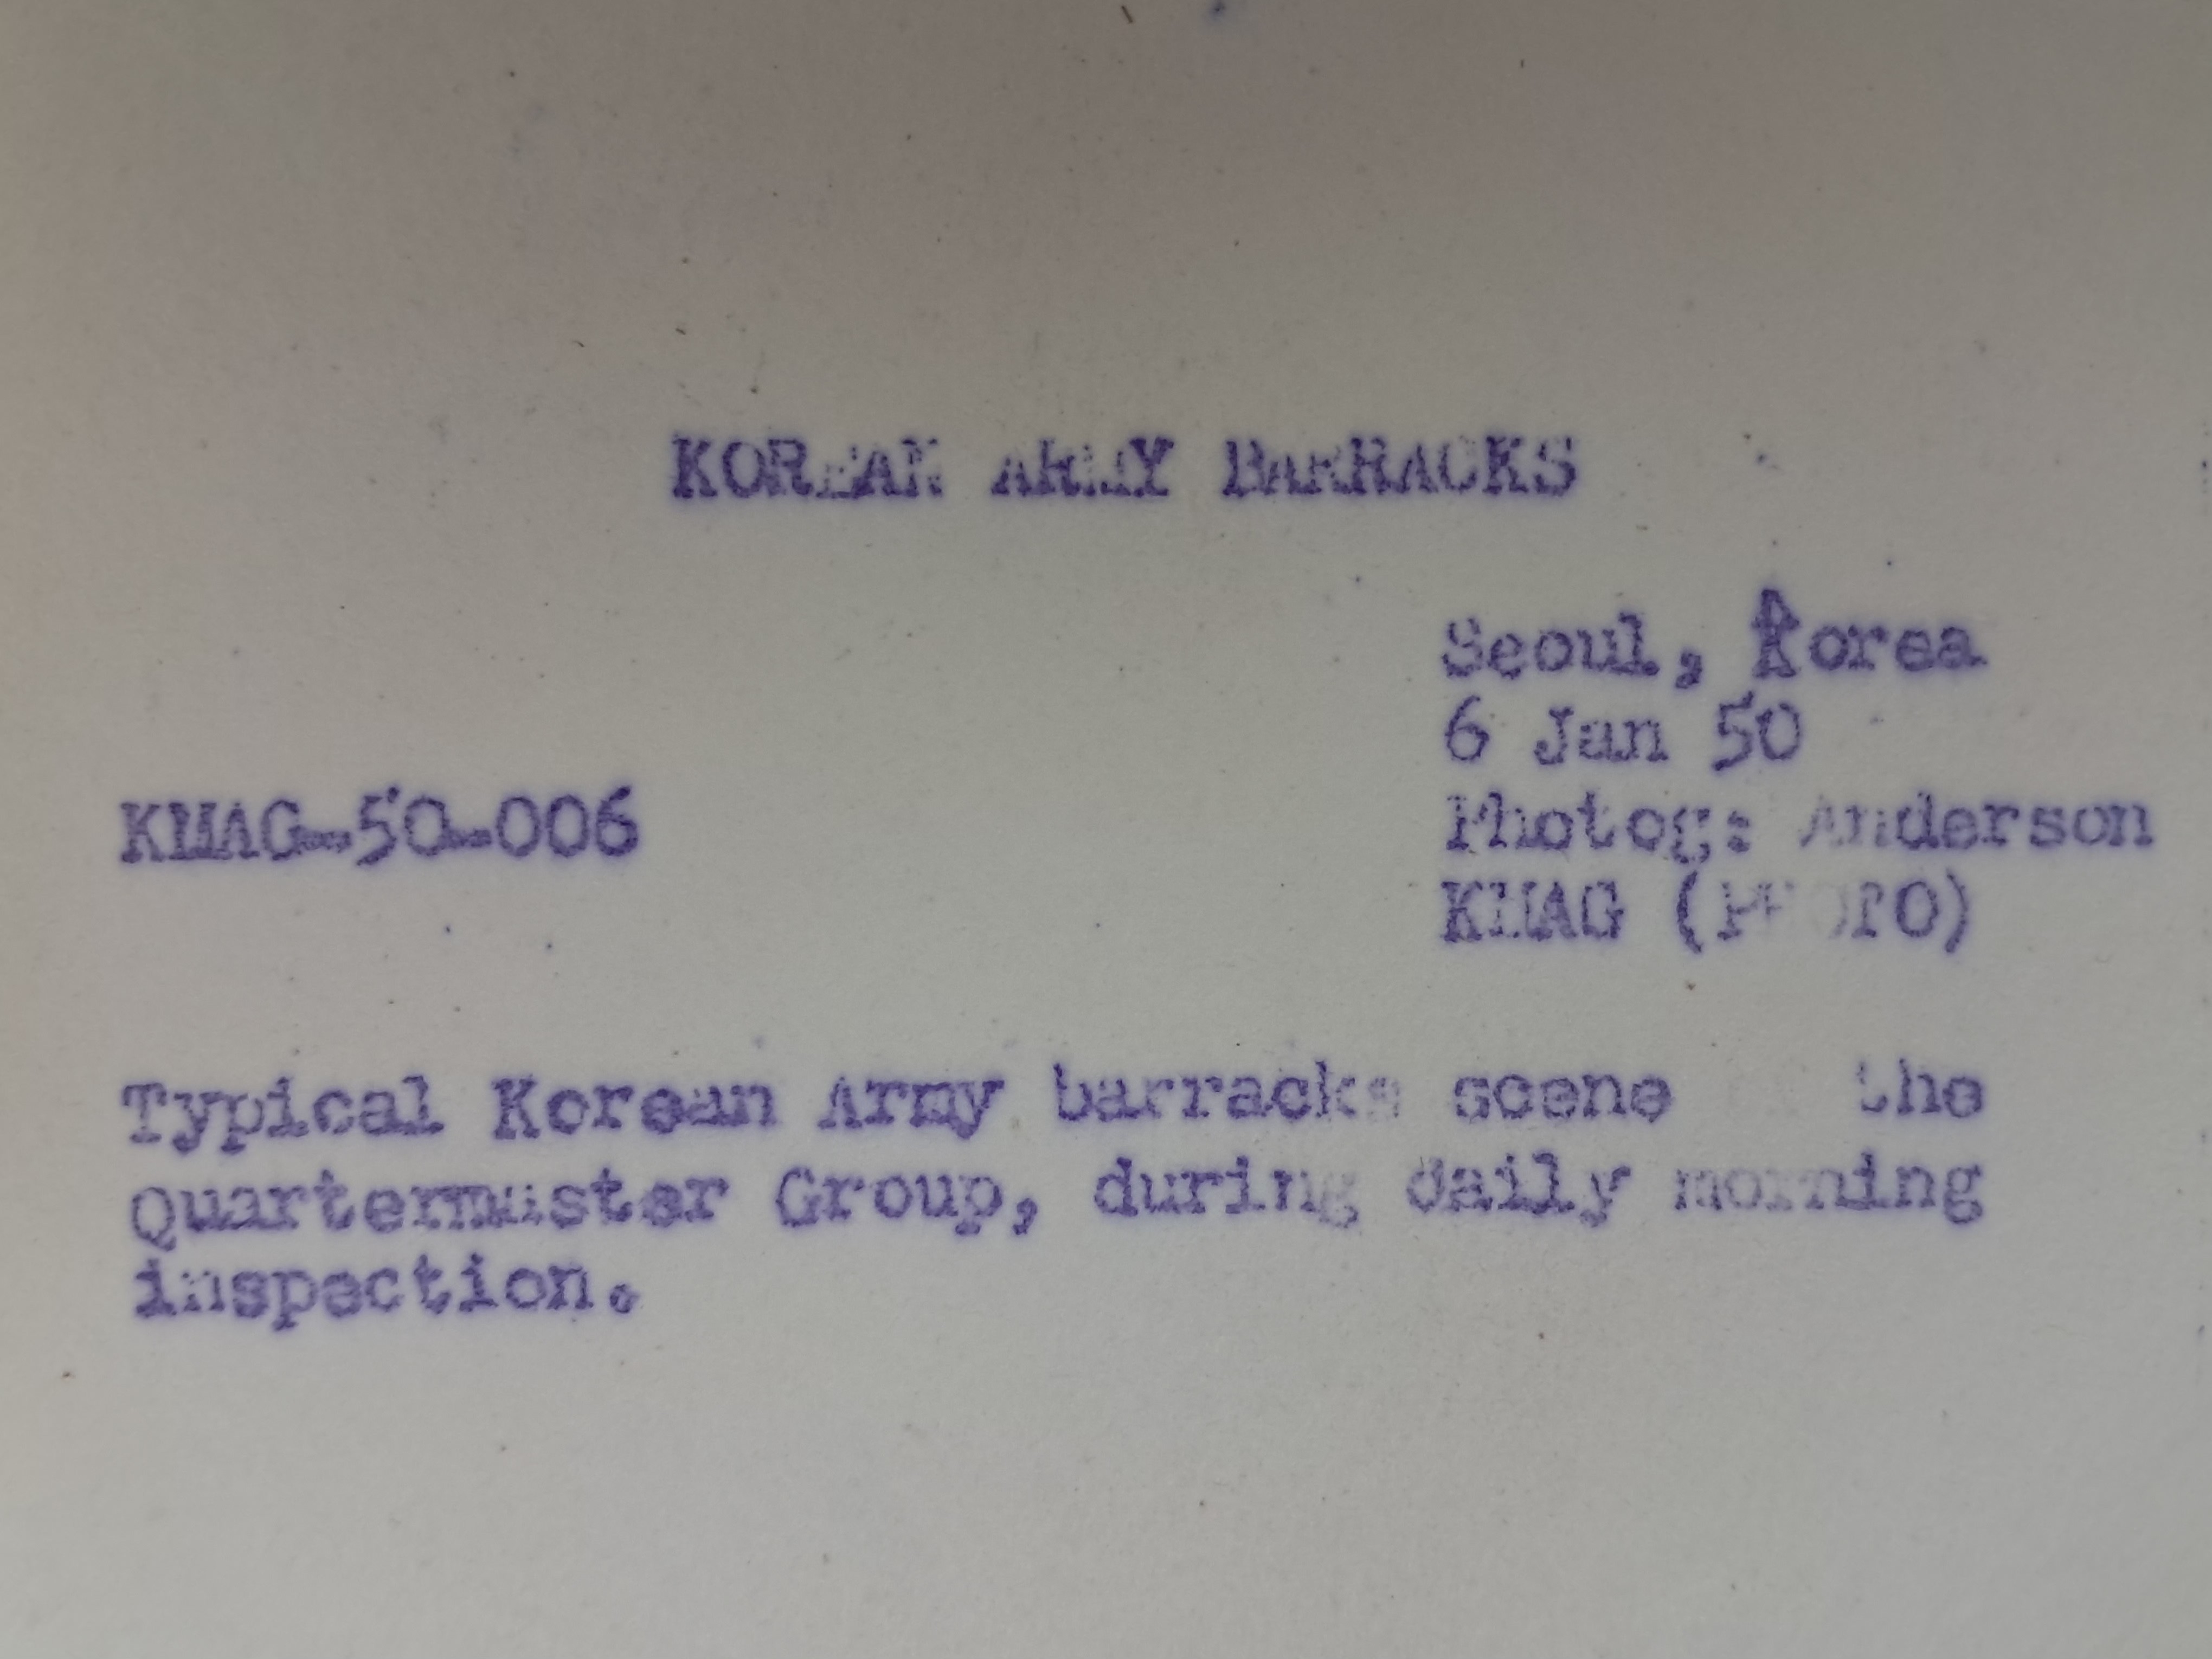 KOREAN ARMY BARRACKS
Seoul, Korea
6 Jan 50
KMAG-50-006
Photog: Anderson
KMAG (PHOTO)
Typical Korean Army barracks scene the
Quartermaster Group, during daily morning
inspection.